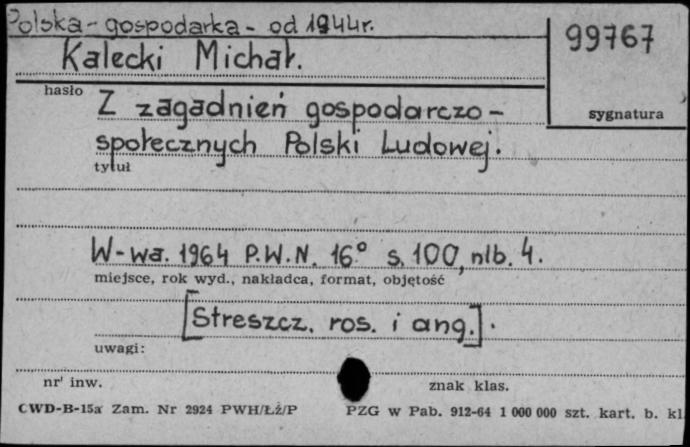 Polska - gospodarka - od 1944r.
99767
Kalecki Michał.
hasło
Z zagadnień gospodarczo -
sygnatura
społecznych Polski Ludowej.
tytuł
W-wa. 1964 P.W.N. 16° s. 100, nlb. 4.
miejsce, rok wyd., nakładca, format, objętość
[Streszcz. ros. i ang.].
uwagi:
nr inw.
znak klas.
CWD-B-15a Zam. Nr 2924 PWH/Łż/P PZG w Pab. 912-64 1 000 000 szt. kart. b. kl